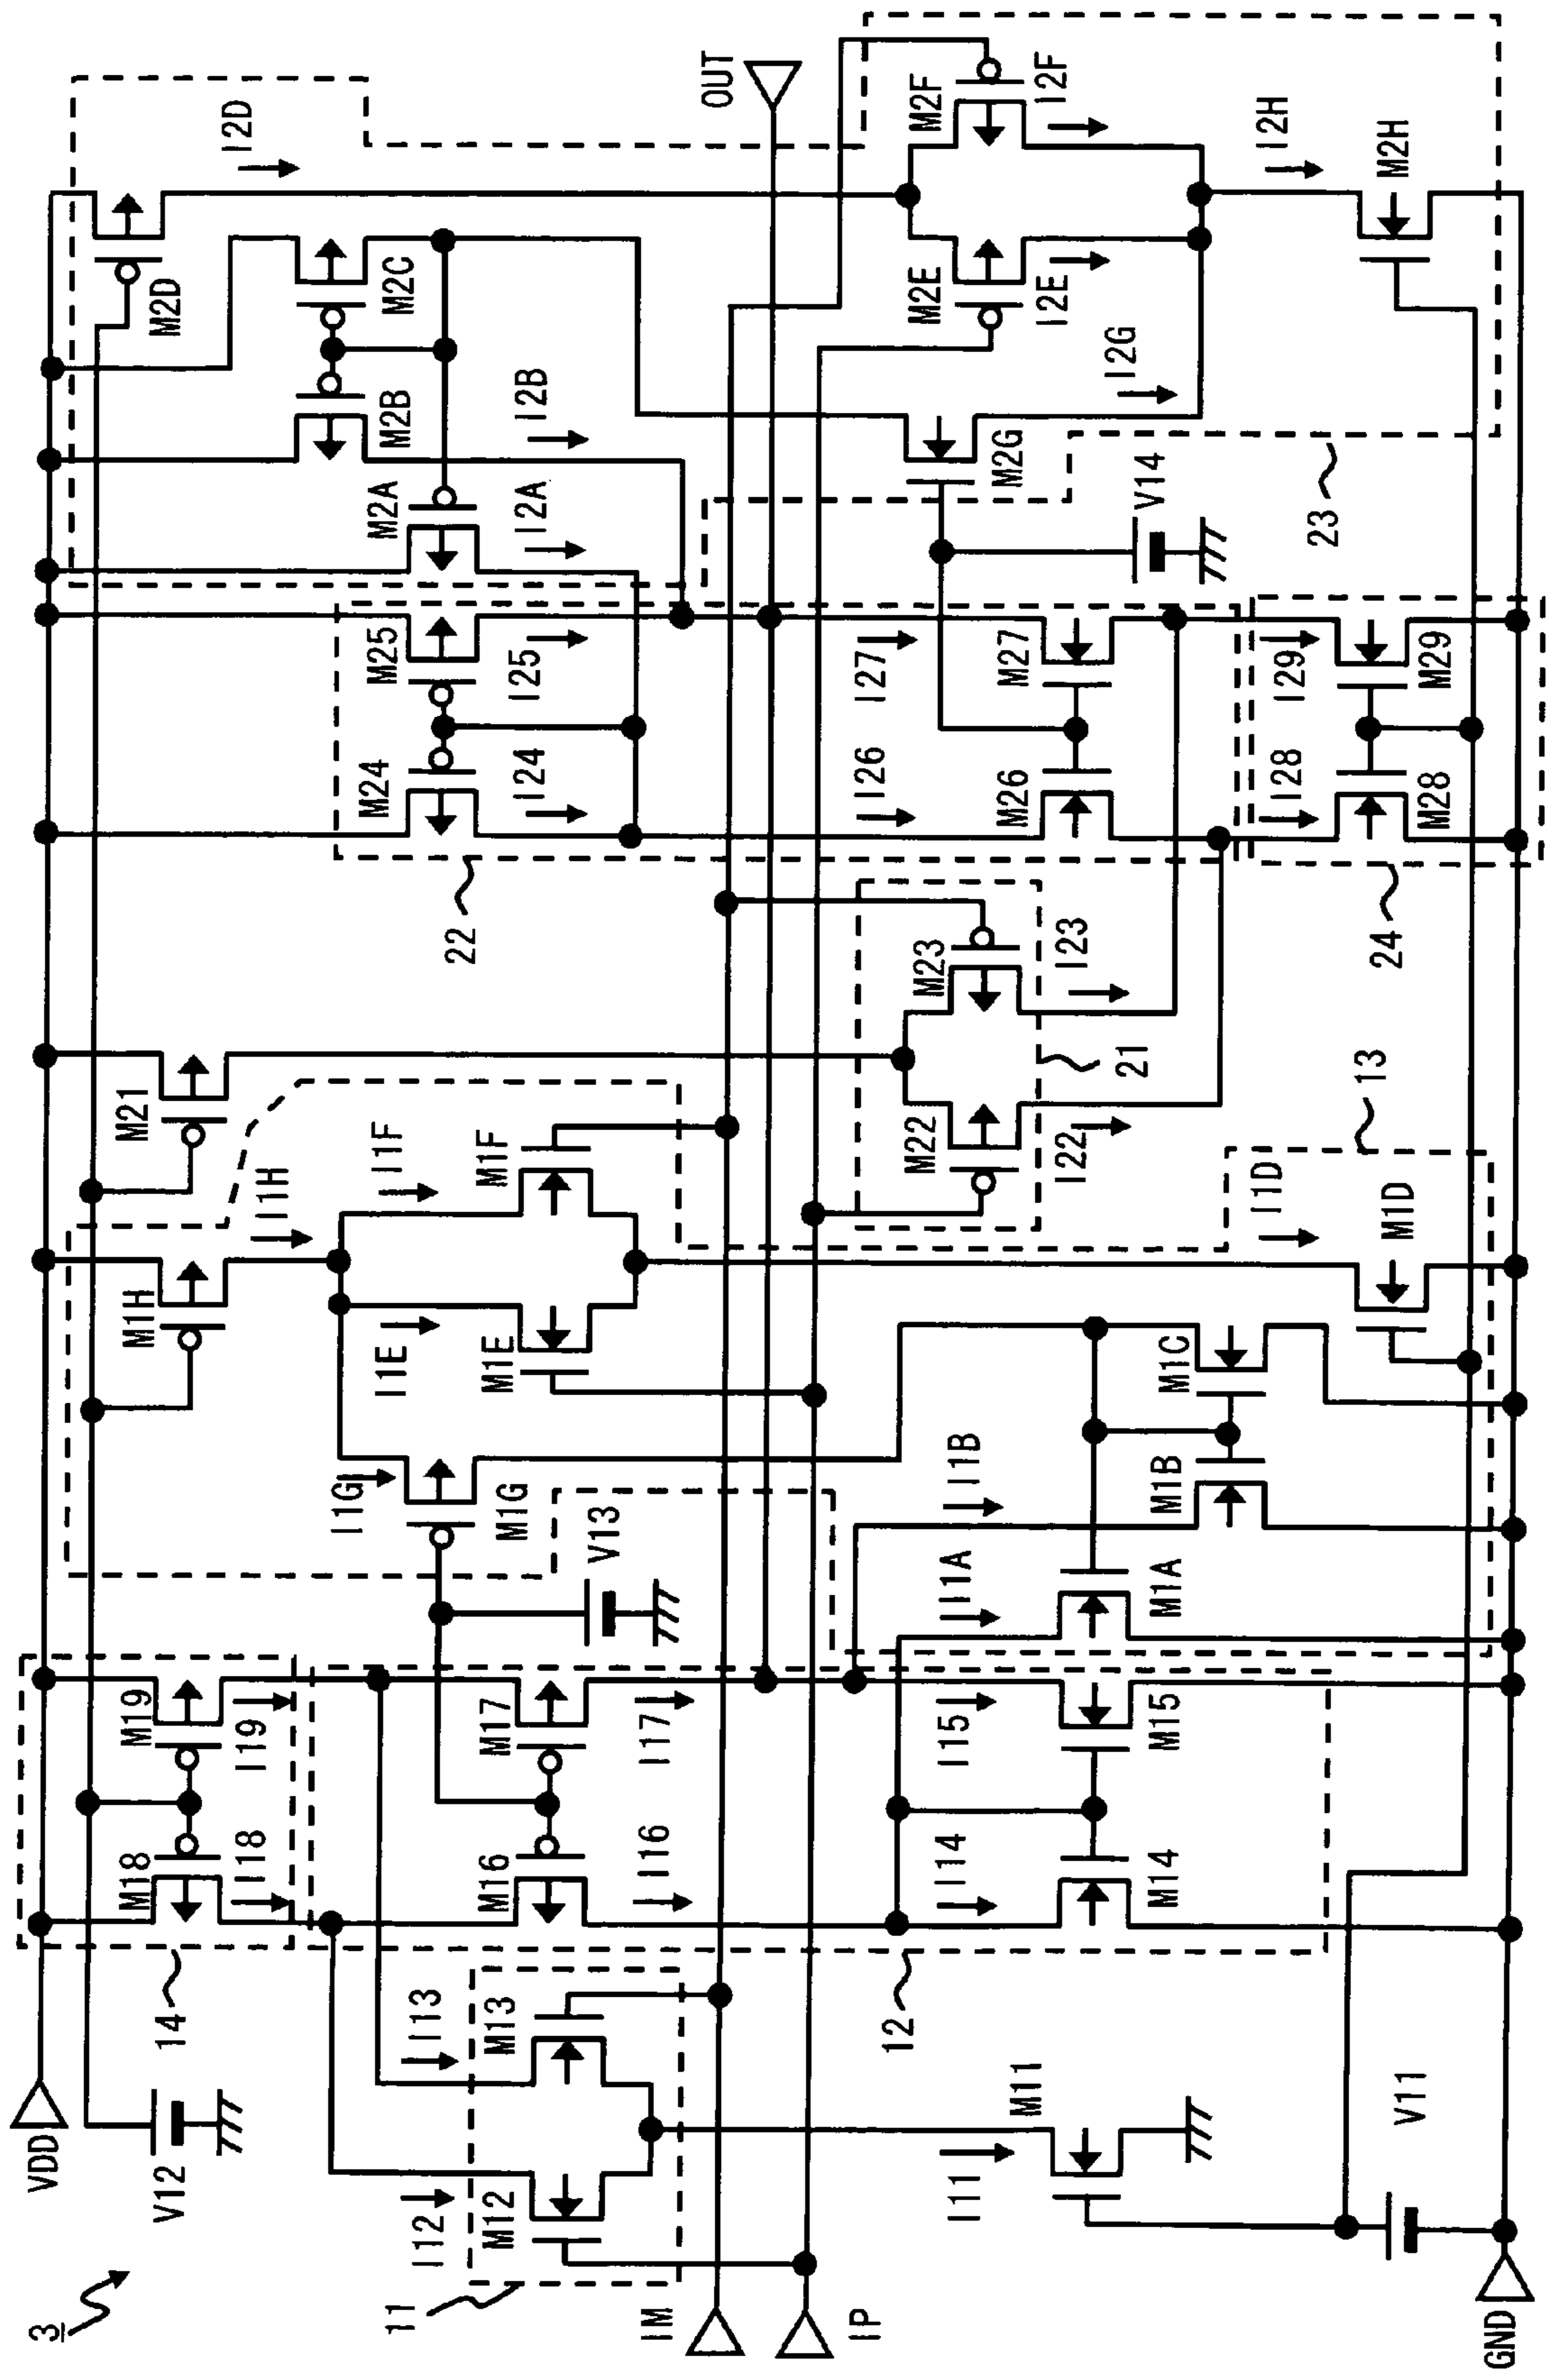 3
VDD
V12
14
M18
I18
M19
I19
M1H
I1H
M21
M2D
I2D
11
I12
I13
M12
M13
M16
I16
M17
I17
V13
I1G
M1G
I1E
M1E
I1F
M1F
22
M24
I24
M25
I25
M2A
I2A
M2B
I2B
M2C
OUT
IM
IP
12
I11
M11
I14
M14
I15
M15
I1A
M1A
I1B
M1B
M1C
I1D
M1D
13
M22
I22
M23
I23
21
I26
M26
I27
M27
M2G
I2G
V14
M2E
I2E
M2F
I2F
24
I28
M28
I29
M29
23
I2H
M2H
V11
GND